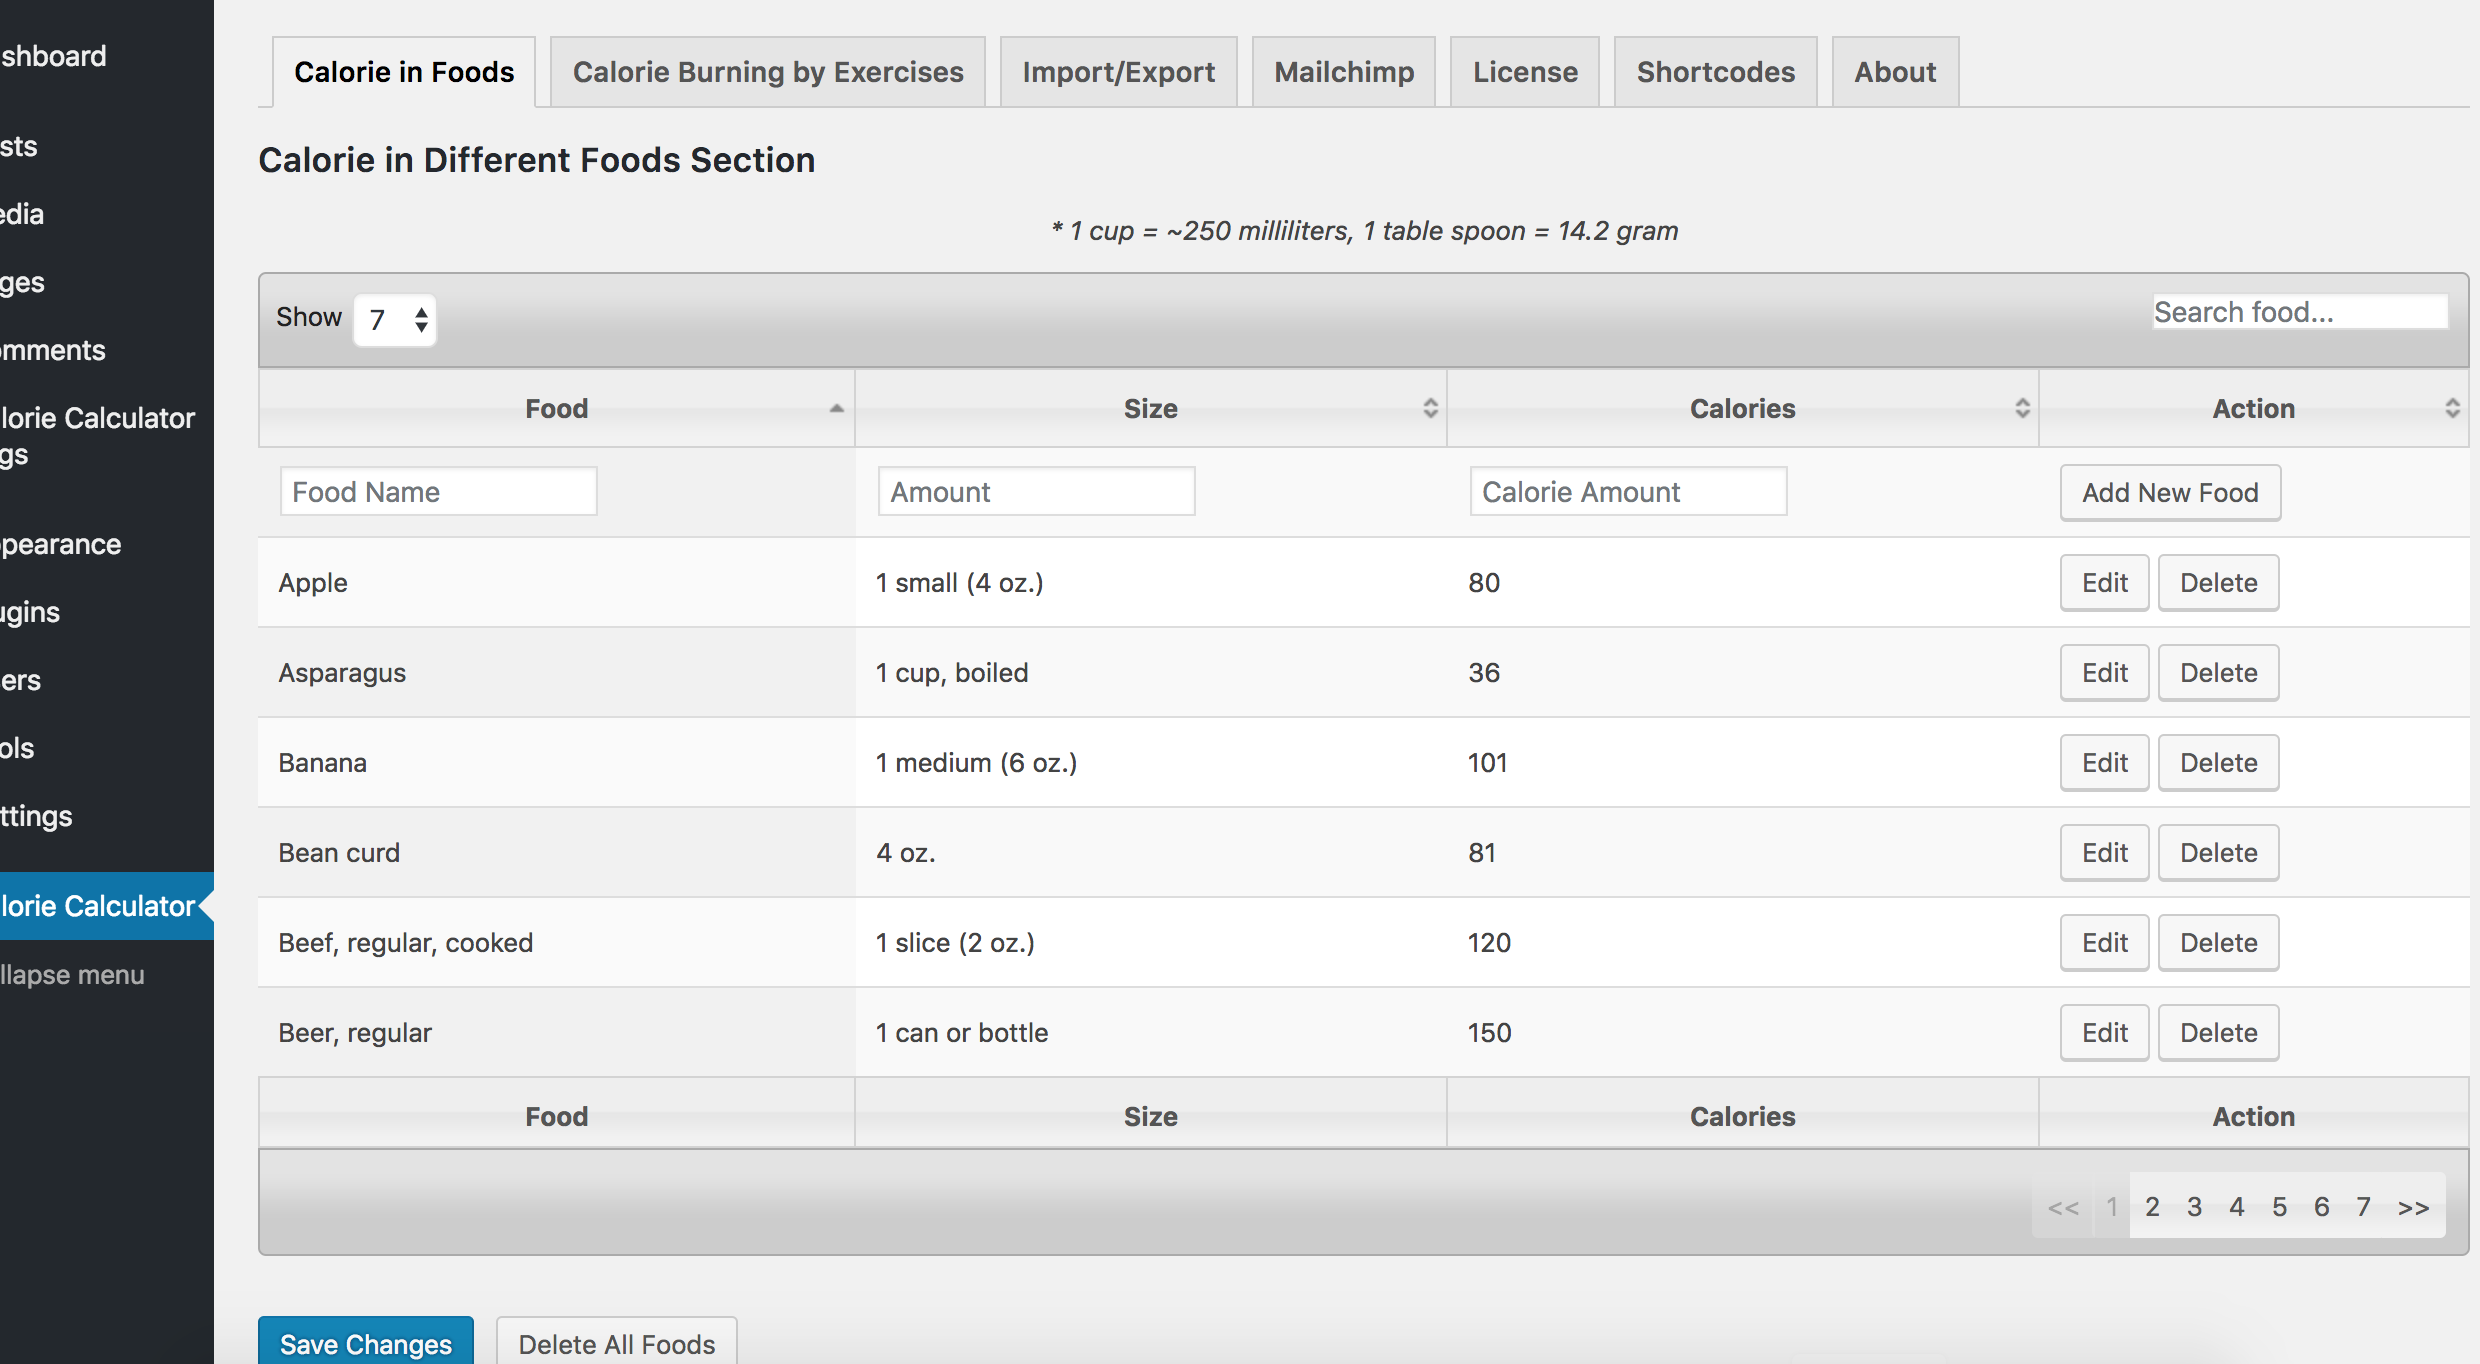 shboard
sts
edia
ges
omments
lorie Calculator
gs
ppearance
ugins
ers
ols
ttings
lorie Calculator
llapse menu
Calorie in Foods Calorie Burning by Exercises Import/Export Mailchimp License Shortcodes About
Calorie in Different Foods Section
* 1 cup = ~250 milliliters, 1 table spoon = 14.2 gram
Show 7 Search food...
Food Size Calories Action
Food Name Amount Calorie Amount Add New Food
Apple 1 small (4 oz.) 80 Edit Delete
Asparagus 1 cup, boiled 36 Edit Delete
Banana 1 medium (6 oz.) 101 Edit Delete
Bean curd 4 oz. 81 Edit Delete
Beef, regular, cooked 1 slice (2 oz.) 120 Edit Delete
Beer, regular 1 can or bottle 150 Edit Delete
Food Size Calories Action
<< 1 2 3 4 5 6 7 >>
Save Changes Delete All Foods